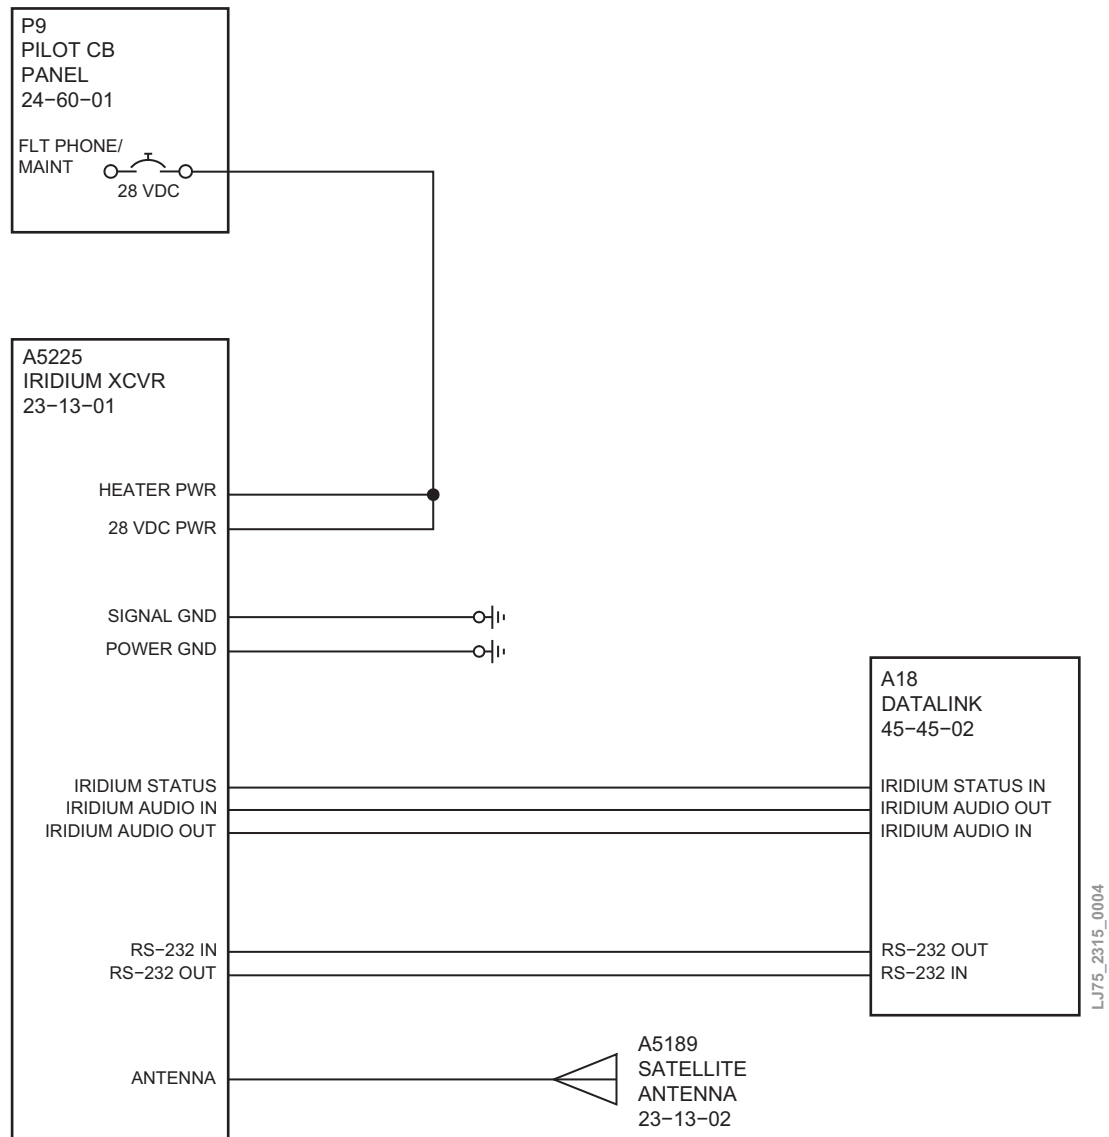 P9
PILOT CB
PANEL
24−60−01
FLT PHONE/
MAINT
28 VDC
A5225
IRIDIUM XCVR
23−13−01
HEATER PWR
28 VDC PWR
SIGNAL GND
POWER GND
IRIDIUM STATUS
IRIDIUM AUDIO IN
IRIDIUM AUDIO OUT
RS−232 IN
RS−232 OUT
ANTENNA
A18
DATALINK
45−45−02
IRIDIUM STATUS IN
IRIDIUM AUDIO OUT
IRIDIUM AUDIO IN
RS−232 OUT
RS−232 IN
A5189
SATELLITE
ANTENNA
23−13−02
LJ75_2315_0004